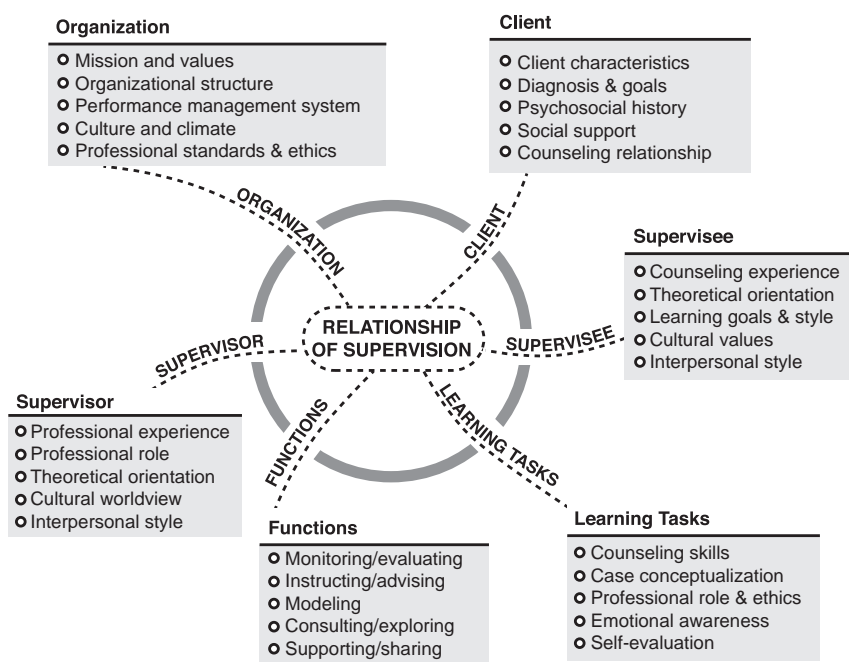 Organization
Mission and values
Organizational structure
Performance management system
Culture and climate
Professional standards & ethics
Client
Client characteristics
Diagnosis & goals
Psychosocial history
Social support
Counseling relationship
ORGANIZATION
CLIENT
Supervisee
Counseling experience
Theoretical orientation
Learning goals & style
Cultural values
Interpersonal style
RELATIONSHIP
OF SUPERVISION
SUPERVISOR
SUPERVISEE
Supervisor
Professional experience
Professional role
Theoretical orientation
Cultural worldview
Interpersonal style
FUNCTIONS
LEARNING TASKS
Functions
Monitoring/evaluating
Instructing/advising
Modeling
Consulting/exploring
Supporting/sharing
Learning Tasks
Counseling skills
Case conceptualization
Professional role & ethics
Emotional awareness
Self-evaluation